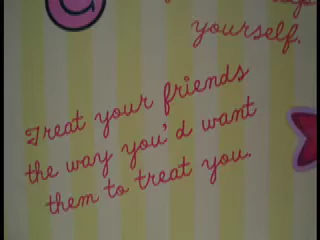 yourself.
Treat your friends
the way you'd want
them to treat you.